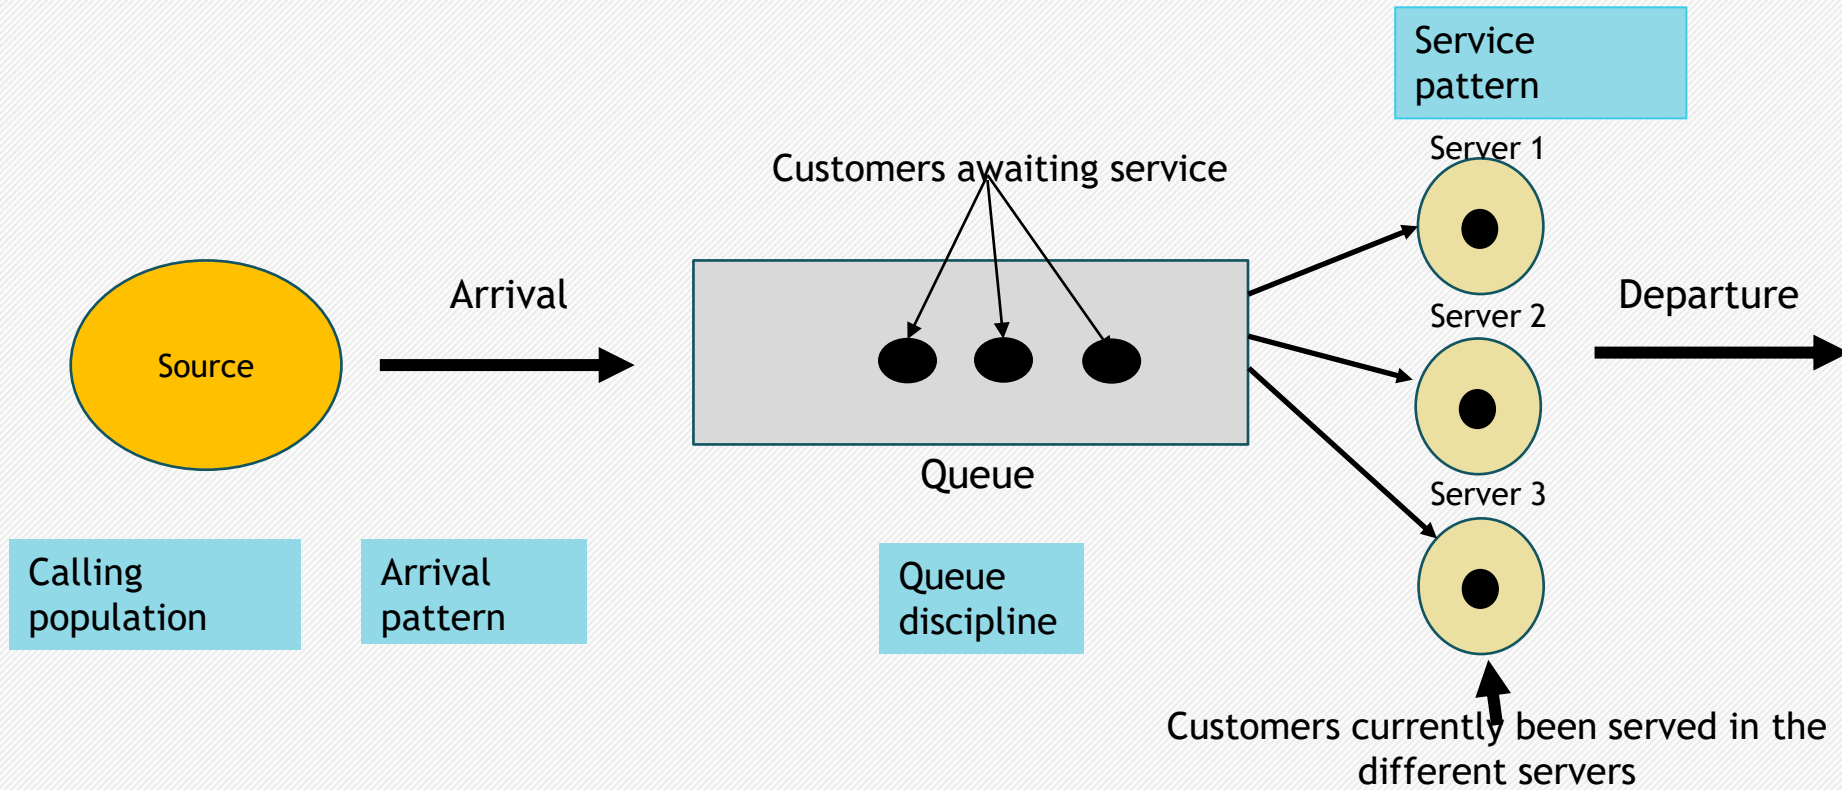 Service
pattern
Server 1
Customers awaiting service
Arrival
Departure
Server 2
Source
Queue
Server 3
Calling
population
Arrival
pattern
Queue
discipline
Customers currently been served in the
different servers